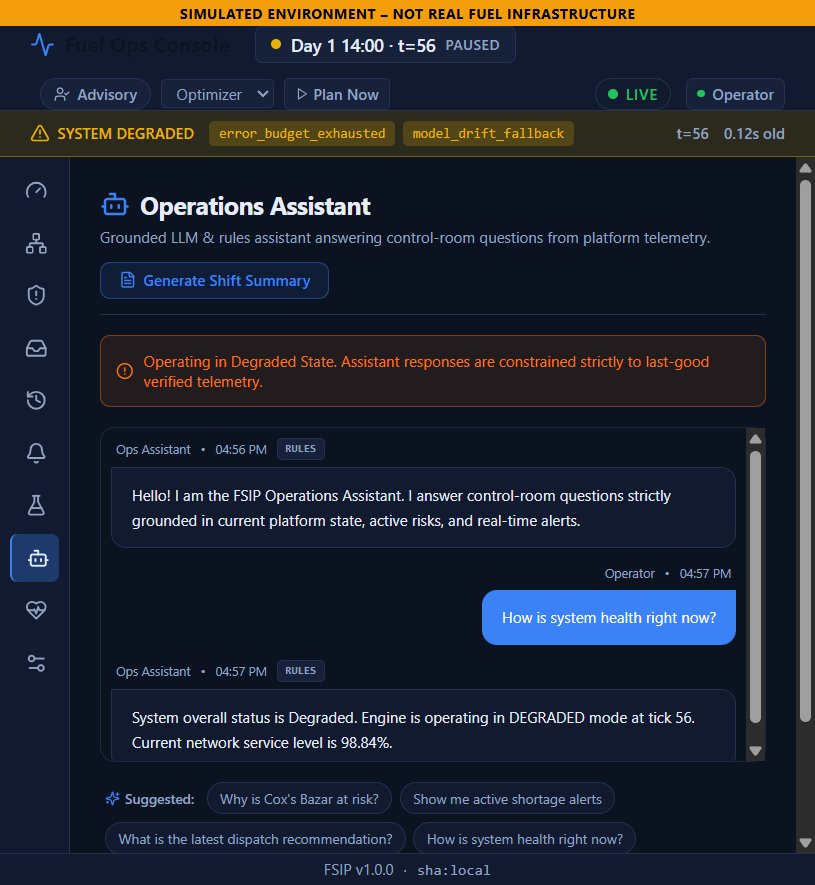 SIMULATED ENVIRONMENT – NOT REAL FUEL INFRASTRUCTURE
Fuel Ops Console
Day 1 14:00 · t=56 PAUSED
Advisory
Optimizer
Plan Now
LIVE
Operator
SYSTEM DEGRADED error_budget_exhausted model_drift_fallback t=56 0.12s old
Operations Assistant
Grounded LLM & rules assistant answering control-room questions from platform telemetry.
Generate Shift Summary
Operating in Degraded State. Assistant responses are constrained strictly to last-good
verified telemetry.
Ops Assistant • 04:56 PM RULES
Hello! I am the FSIP Operations Assistant. I answer control-room questions strictly
grounded in current platform state, active risks, and real-time alerts.
Operator • 04:57 PM
How is system health right now?
Ops Assistant • 04:57 PM RULES
System overall status is Degraded. Engine is operating in DEGRADED mode at tick 56.
Current network service level is 98.84%.
Suggested: Why is Cox's Bazar at risk? Show me active shortage alerts
What is the latest dispatch recommendation? How is system health right now?
FSIP v1.0.0 · sha:local